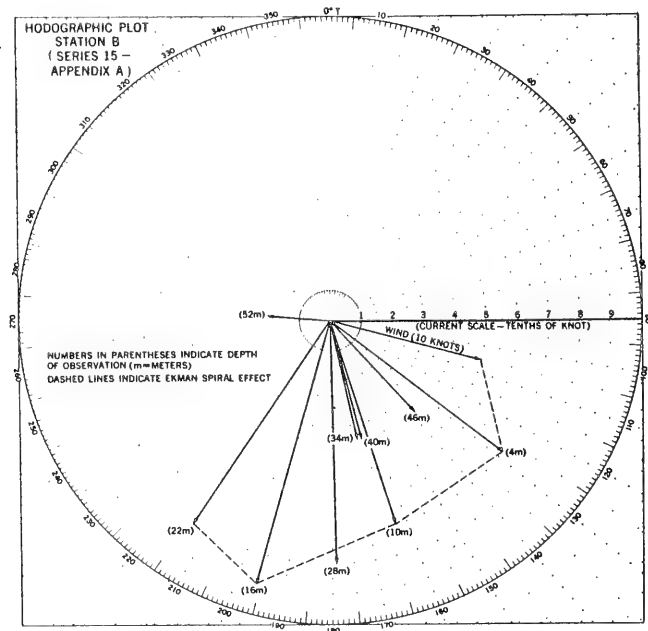 HODOGRAPHIC PLOT
STATION B
( SERIES 15 –
APPENDIX A )
0° T
10
20
30
40
50
60
70
80
100
110
120
130
140
150
160
170
180
190
200
210
220
230
240
250
260
270
280
290
300
310
320
330
340
350
1 2 3 4 5 6 7 8 9
(CURRENT SCALE—TENTHS OF KNOT)
WIND (10 KNOTS)
(52m)
NUMBERS IN PARENTHESES INDICATE DEPTH
OF OBSERVATION (m=METERS)
DASHED LINES INDICATE EKMAN SPIRAL EFFECT
(46m)
(34m)
(40m)
(4m)
(22m)
(10m)
(28m)
(16m)